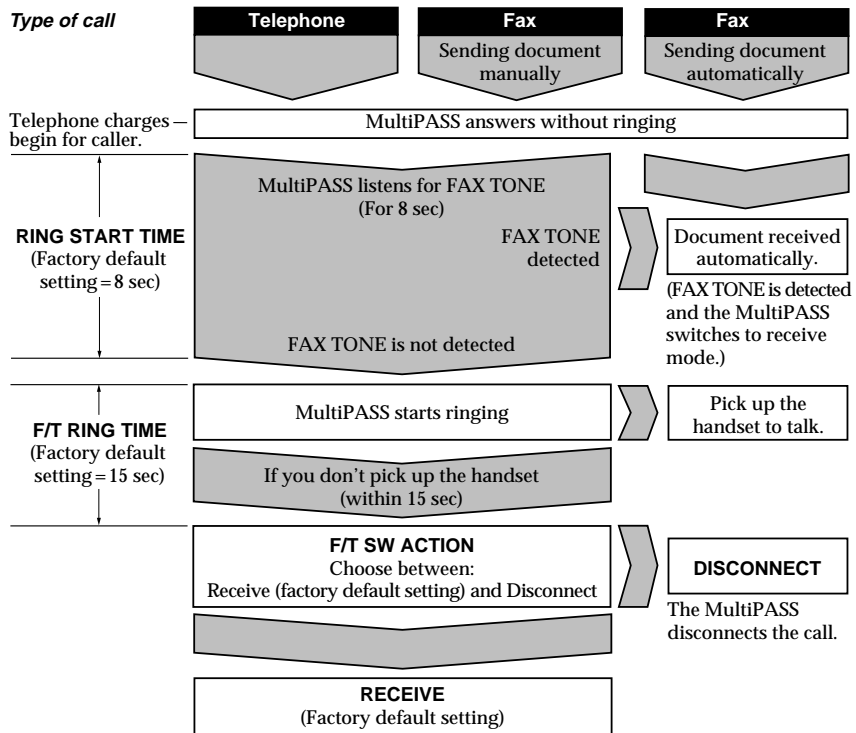 Type of call
Telephone
Fax
Fax
Sending document
manually
Sending document
automatically
Telephone charges —
begin for caller.
MultiPASS answers without ringing
MultiPASS listens for FAX TONE
(For 8 sec)
RING START TIME
(Factory default
setting = 8 sec)
FAX TONE
detected
Document received
automatically.
(FAX TONE is detected
and the MultiPASS
switches to receive
mode.)
FAX TONE is not detected
F/T RING TIME
(Factory default
setting = 15 sec)
MultiPASS starts ringing
Pick up the
handset to talk.
If you don't pick up the handset
(within 15 sec)
F/T SW ACTION
Choose between:
Receive (factory default setting) and Disconnect
DISCONNECT
The MultiPASS
disconnects the call.
RECEIVE
(Factory default setting)